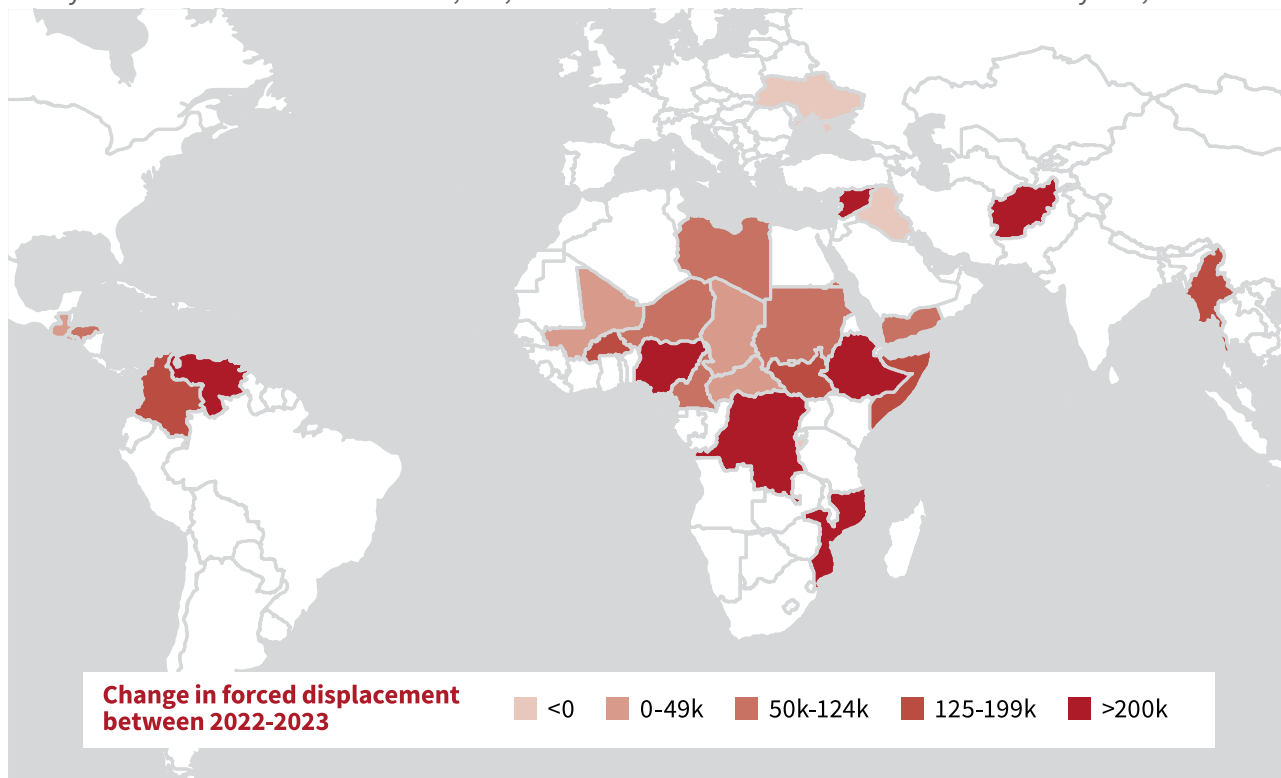 Change in forced displacement
between 2022-2023
<0
0-49k
50k-124k
125-199k
>200k